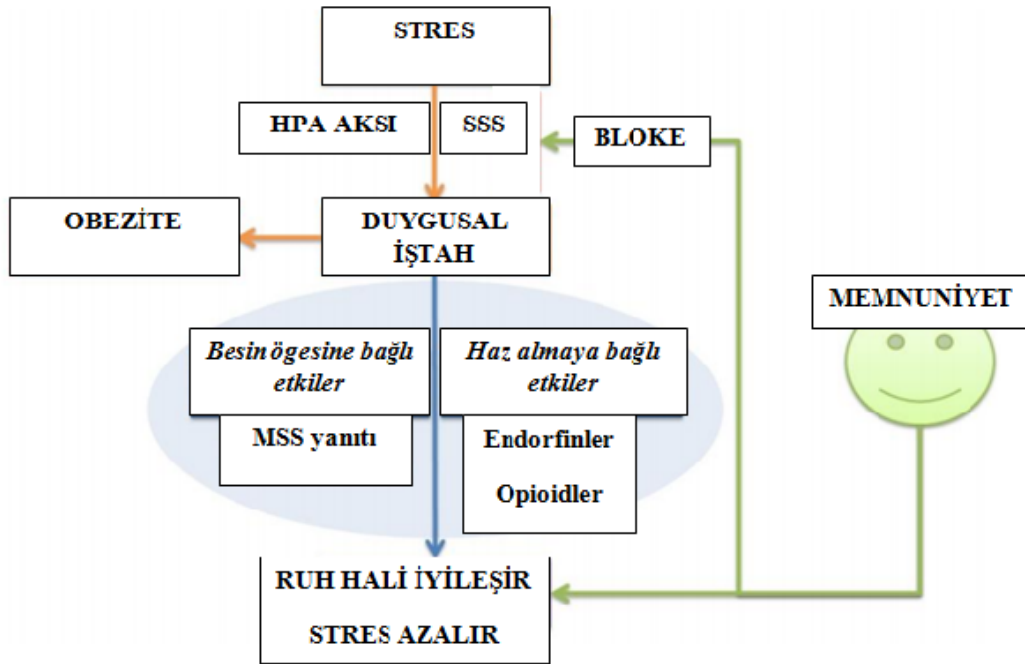 STRES
HPA AKSI
SSS
BLOKE
OBEZİTE
DUYGUSAL
İŞTAH
MEMNUNİYET
Besin ögesine bağlı
etkiler
Haz almaya bağlı
etkiler
MSS yanıtı
Endorfinler
Opioidler
RUH HALİ İYİLEŞİR
STRES AZALIR